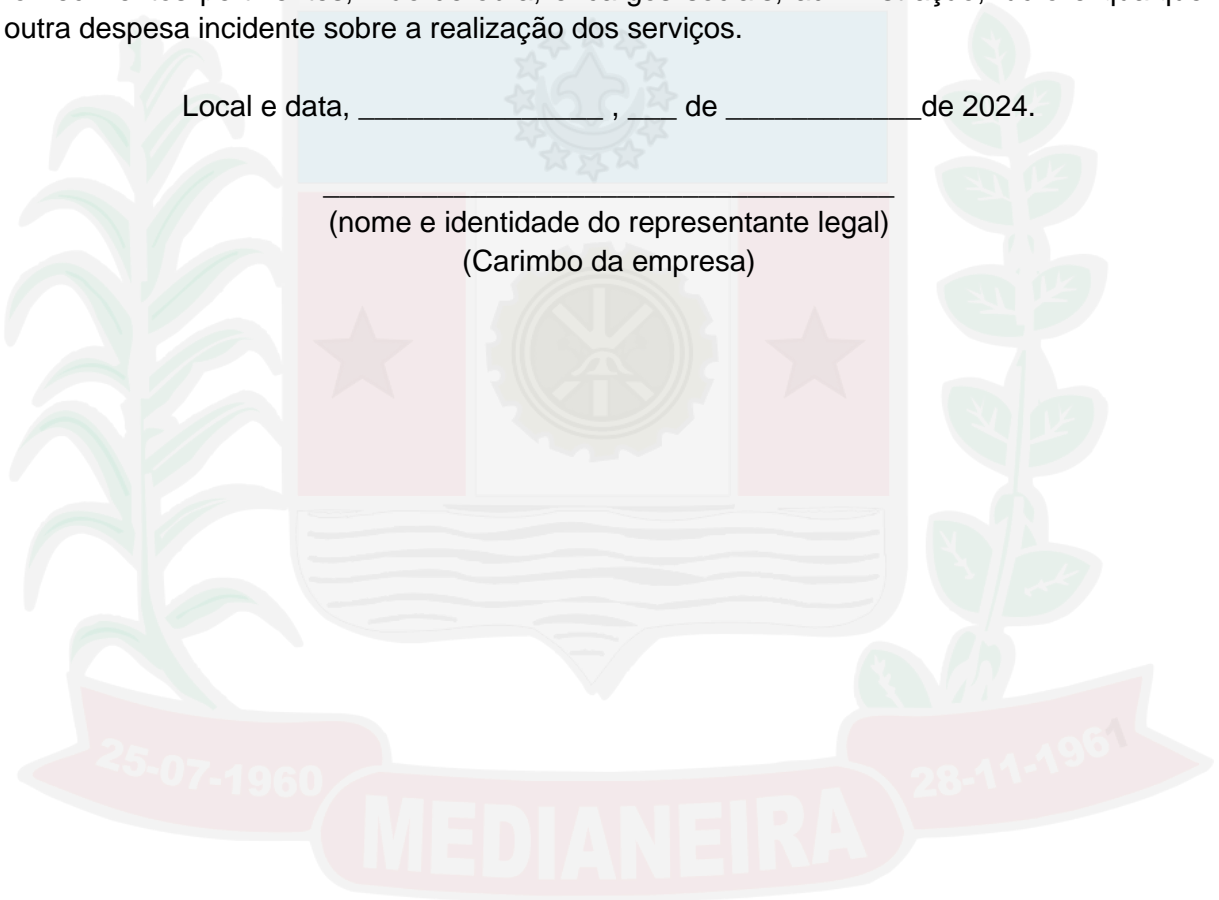 outra despesa incidente sobre a realização dos serviços.
Local e data, _______________ , ___ de ____________de 2024.
___________________________________
(nome e identidade do representante legal)
(Carimbo da empresa)
25-07-1960
28-11-1961
MEDIANEIRA